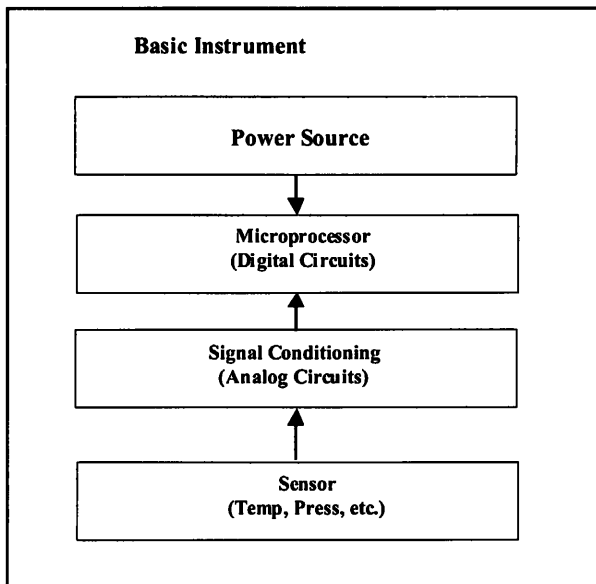 Basic Instrument
Power Source
Microprocessor
(Digital Circuits)
Signal Conditioning
(Analog Circuits)
Sensor
(Temp, Press, etc.)